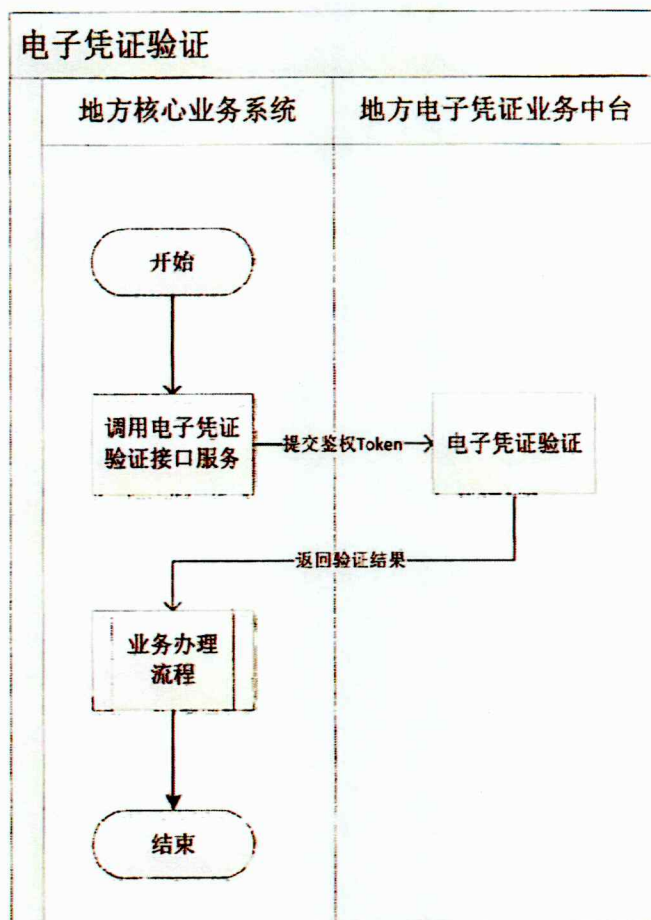 电子凭证验证
地方核心业务系统
地方电子凭证业务中台
开始
调用电子凭证
验证接口服务
提交鉴权Token
电子凭证验证
返回验证结果
业务办理
流程
结束